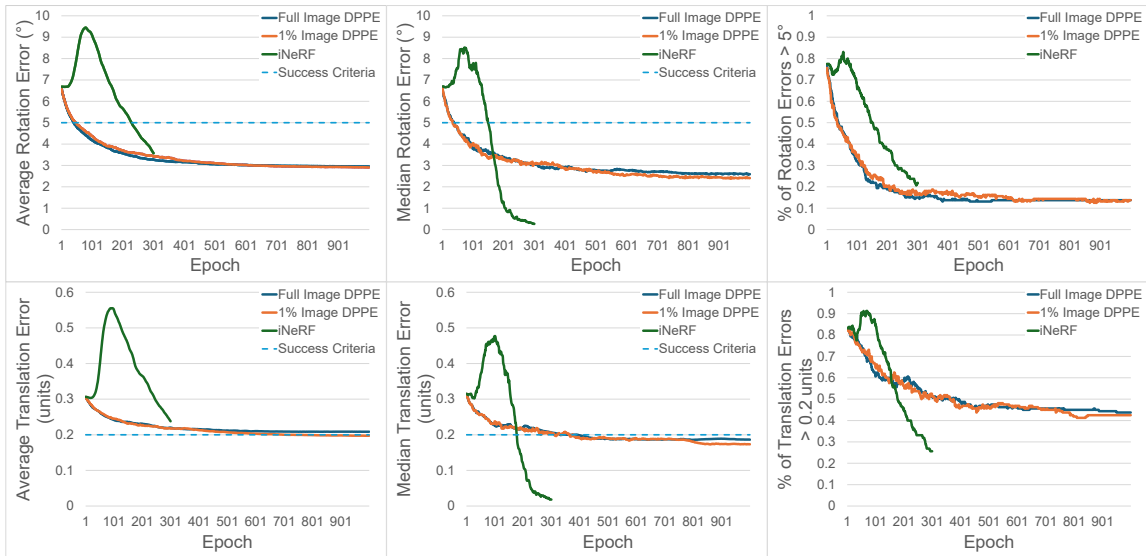 Average Rotation Error (°)
10
9
8
7
6
5
4
3
2
1
0
1 101 201 301 401 501 601 701 801 901
Epoch
Full Image DPPE
1% Image DPPE
iNeRF
Success Criteria
Median Rotation Error (°)
10
9
8
7
6
5
4
3
2
1
0
1 101 201 301 401 501 601 701 801 901
Epoch
Full Image DPPE
1% Image DPPE
iNeRF
Success Criteria
% of Rotation Errors > 5°
1
0.9
0.8
0.7
0.6
0.5
0.4
0.3
0.2
0.1
0
1 101 201 301 401 501 601 701 801 901
Epoch
Full Image DPPE
1% Image DPPE
iNeRF
Average Translation Error
(units)
0.6
0.5
0.4
0.3
0.2
0.1
0
1 101 201 301 401 501 601 701 801 901
Epoch
Full Image DPPE
1% Image DPPE
iNeRF
Success Criteria
Median Translation Error
(units)
0.6
0.5
0.4
0.3
0.2
0.1
0
1 101 201 301 401 501 601 701 801 901
Epoch
Full Image DPPE
1% Image DPPE
iNeRF
Success Criteria
% of Translation Errors
> 0.2 units
1
0.9
0.8
0.7
0.6
0.5
0.4
0.3
0.2
0.1
0
1 101 201 301 401 501 601 701 801 901
Epoch
Full Image DPPE
1% Image DPPE
iNeRF